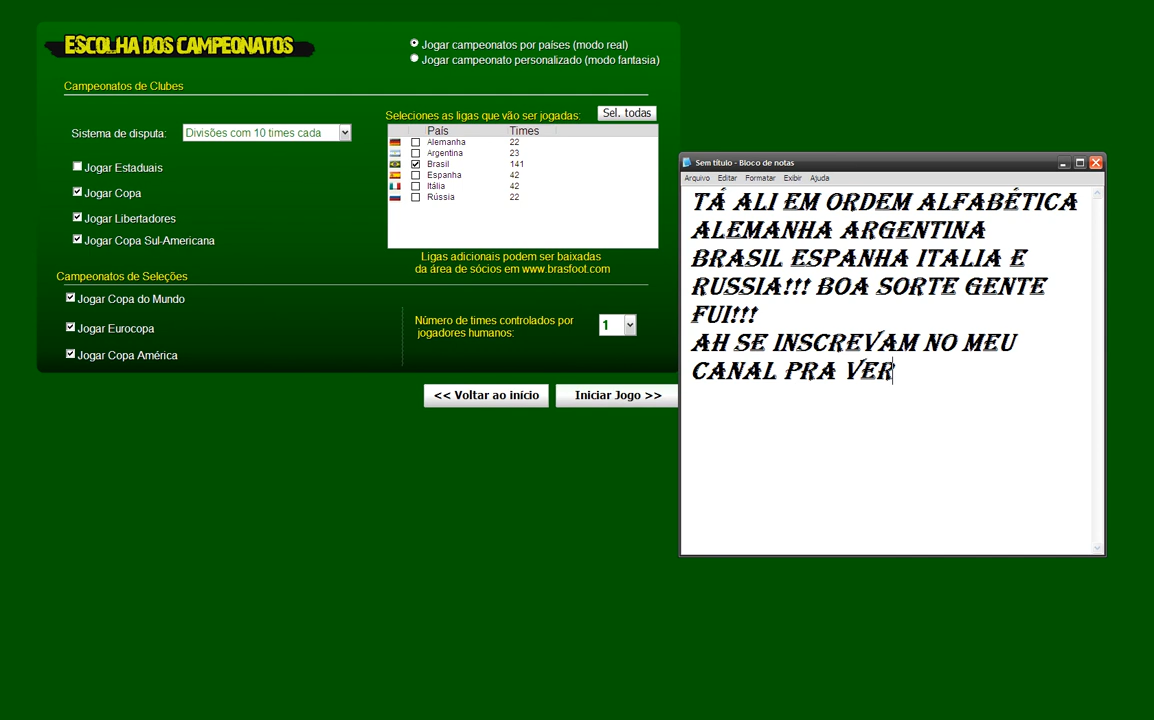 ESCOLHA DOS CAMPEONATOS
Jogar campeonatos por países (modo real)
Jogar campeonato personalizado (modo fantasia)
Campeonatos de Clubes
Sistema de disputa: Divisões com 10 times cada
Jogar Estaduais
Jogar Copa
Jogar Libertadores
Jogar Copa Sul-Americana
Seleciones as ligas que vão ser jogadas: Sel. todas
País Times
Alemanha 22
Argentina 23
Brasil 141
Espanha 42
Itália 42
Rússia 22
Ligas adicionais podem ser baixadas
da área de sócios em www.brasfoot.com
Campeonatos de Seleções
Jogar Copa do Mundo
Jogar Eurocopa
Jogar Copa América
Número de times controlados por
jogadores humanos: 1
<< Voltar ao início Iniciar Jogo >>
Sem título - Bloco de notas
Arquivo Editar Formatar Exibir Ajuda
TÁ ALI EM ORDEM ALFABÉTICA
ALEMANHA ARGENTINA
BRASIL ESPANHA ITALIA E
RUSSIA!!! BOA SORTE GENTE
FUI!!!
AH SE INSCREVAM NO MEU
CANAL PRA VER